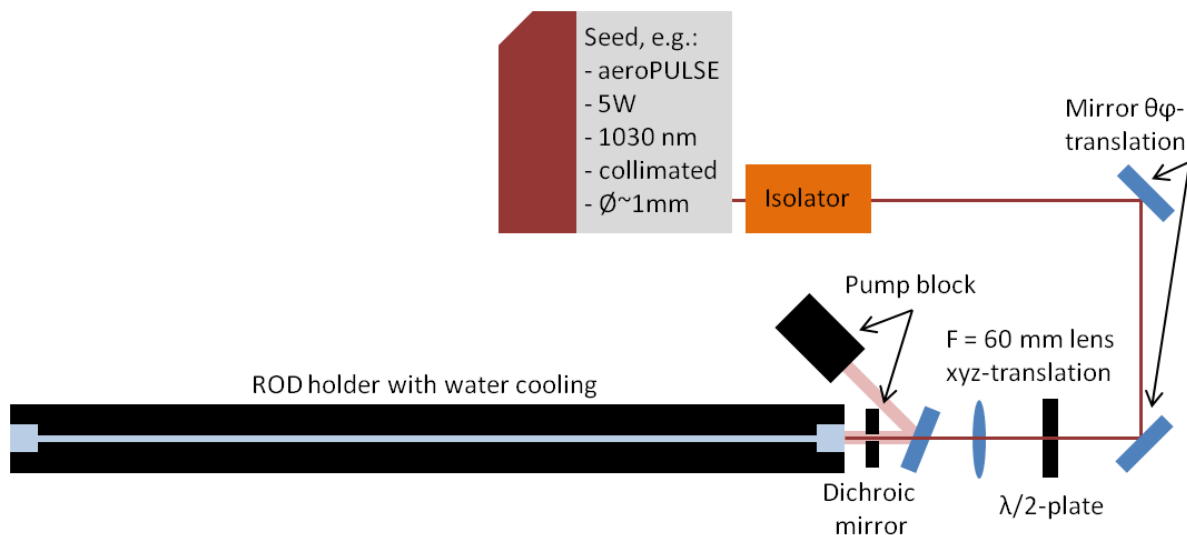 Seed, e.g.:
- aeroPULSE
- 5W
- 1030 nm
- collimated
- Ø~1mm
Isolator
Mirror θφ-
translation
Pump block
F = 60 mm lens
xyz-translation
ROD holder with water cooling
Dichroic
mirror
λ/2-plate